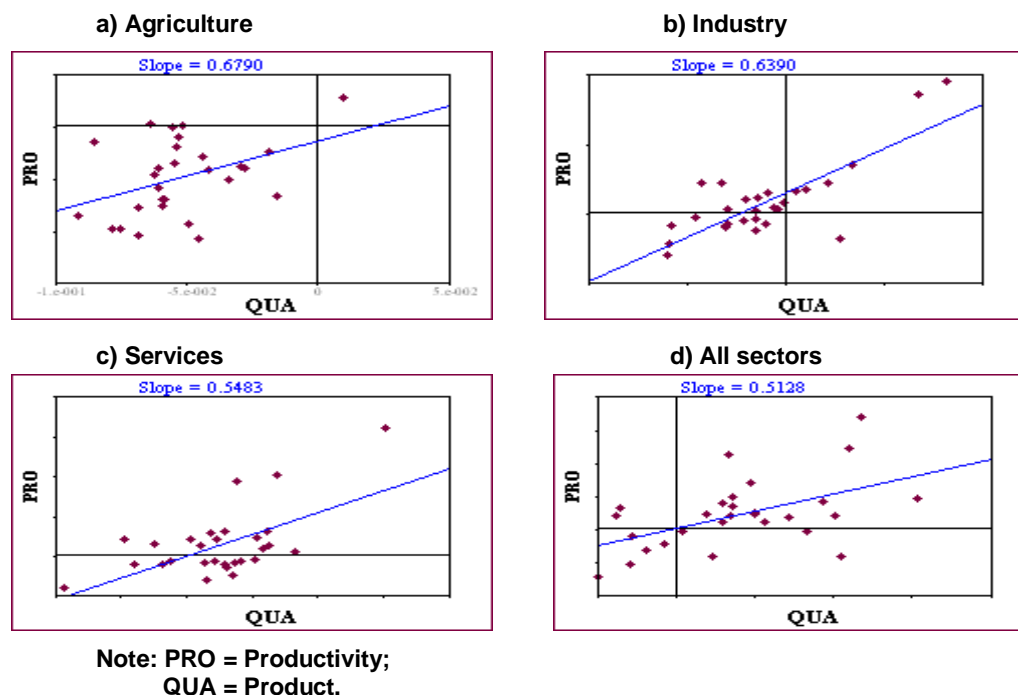 a) Agriculture
Slope = 0.6790
PRO
-1.e-001 -5.e-002 0 5.e-002
QUA
b) Industry
Slope = 0.6390
PRO
QUA
c) Services
Slope = 0.5483
PRO
QUA
d) All sectors
Slope = 0.5128
PRO
QUA
Note: PRO = Productivity;
QUA = Product.